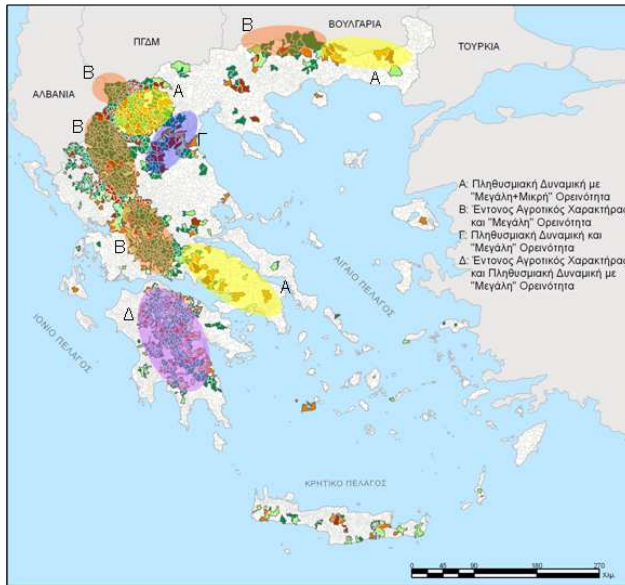 ΒΟΥΛΓΑΡΙΑ
Β
ΠΓΔΜ
ΤΟΥΡΚΙΑ
Β
Α
Α
ΑΛΒΑΝΙΑ
Β
Γ
Α: Πληθυσμιακή Δυναμική με
"Μεγάλη+Μικρή" Ορεινότητα
Β: Έντονος Αγροτικός Χαρακτήρας
και "Μεγάλη" Ορεινότητα
Γ: Πληθυσμιακή Δυναμική και
"Μεγάλη" Ορεινότητα
Δ: Έντονος Αγροτικός Χαρακτήρας
και Πληθυσμιακή Δυναμική με
"Μεγάλη" Ορεινότητα
Β
ΑΙΓΑΙΟ ΠΕΛΑΓΟΣ
Α
Δ
ΙΟΝΙΟ ΠΕΛΑΓΟΣ
ΚΡΗΤΙΚΟ ΠΕΛΑΓΟΣ
0 45 90 180 270
Χλμ.